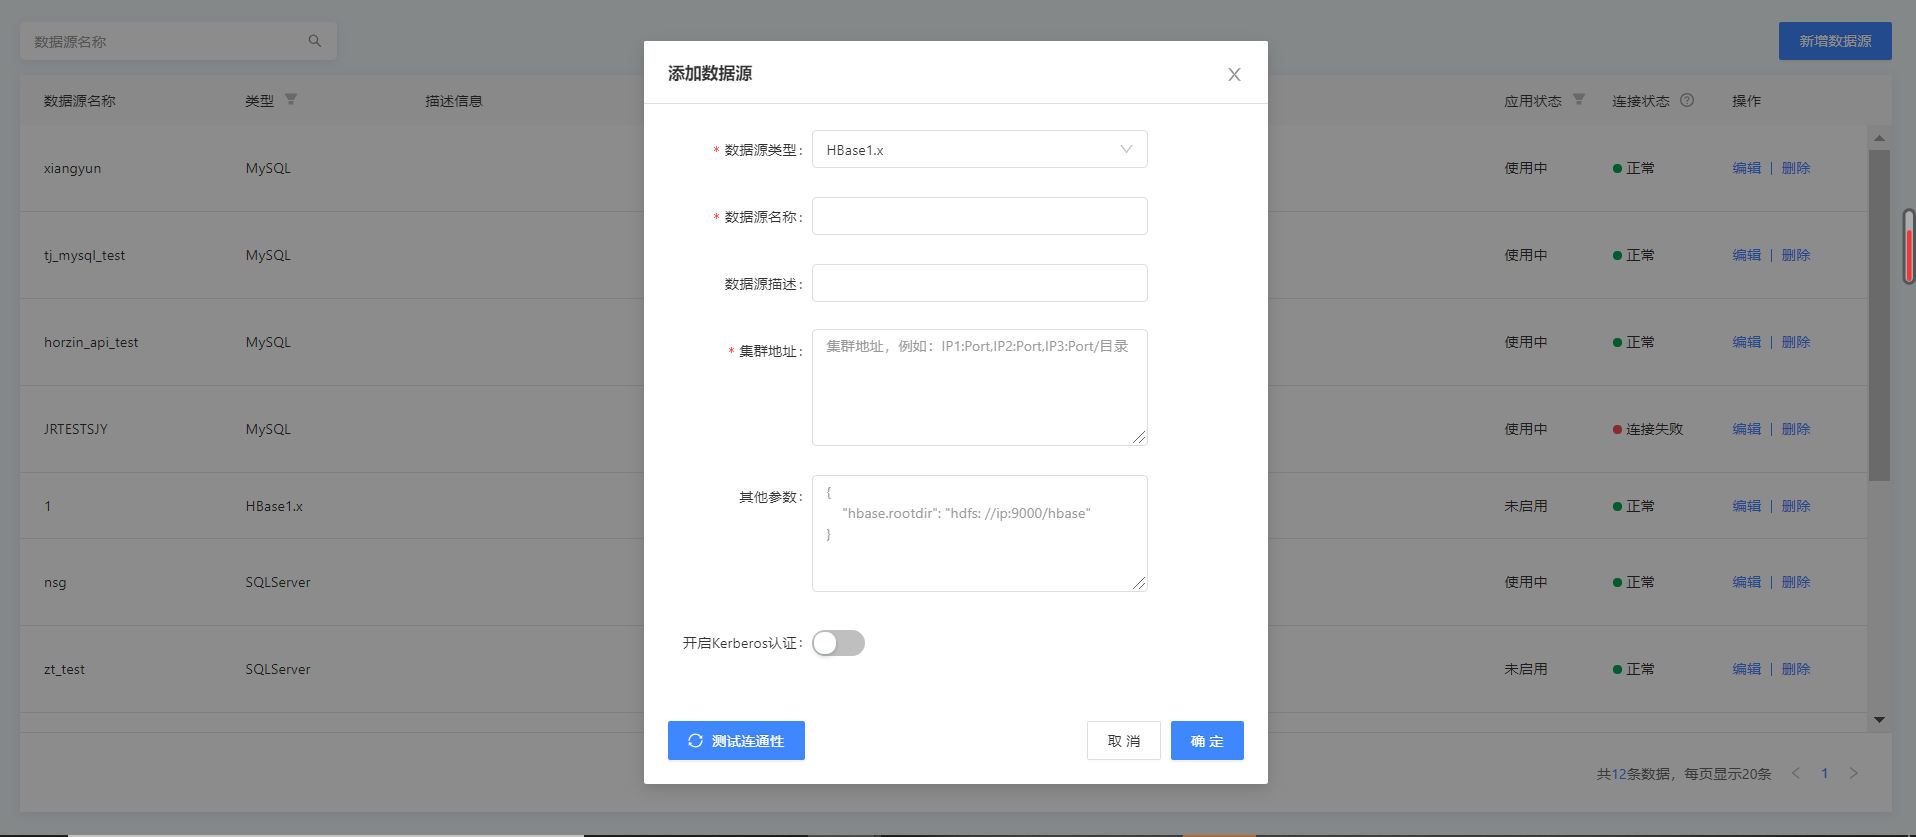 数据源名称
新增数据源
数据源名称 类型 描述信息 应用状态 连接状态 操作
xiangyun MySQL 使用中 正常 编辑 | 删除
tj_mysql_test MySQL 使用中 正常 编辑 | 删除
horzin_api_test MySQL 使用中 正常 编辑 | 删除
JRTESTSJY MySQL 使用中 连接失败 编辑 | 删除
1 HBase1.x 未启用 正常 编辑 | 删除
nsg SQLServer 使用中 正常 编辑 | 删除
zt_test SQLServer 未启用 正常 编辑 | 删除
共12条数据，每页显示20条 < 1 >
添加数据源
* 数据源类型： HBase1.x
* 数据源名称：
数据源描述：
* 集群地址： 集群地址，例如：IP1:Port,IP2:Port,IP3:Port/目录
其他参数： {
"hbase.rootdir": "hdfs: //ip:9000/hbase"
}
开启Kerberos认证：
测试连通性 取 消 确 定